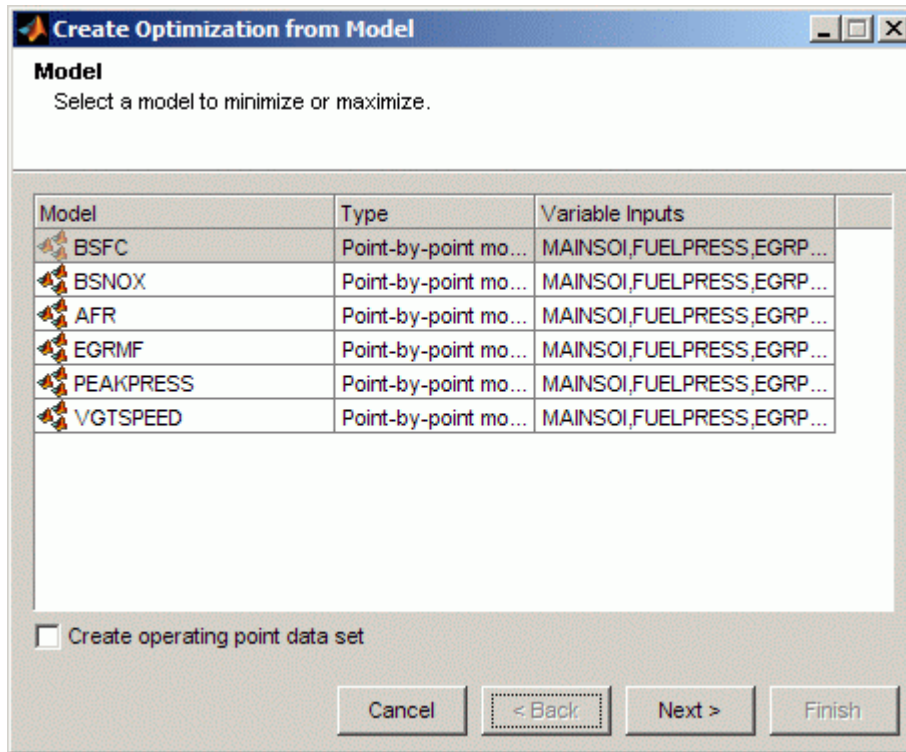 Create Optimization from Model
Model
Select a model to minimize or maximize.
Model Type Variable Inputs
BSFC Point-by-point mo... MAINSOI,FUELPRESS,EGRP...
BSNOX Point-by-point mo... MAINSOI,FUELPRESS,EGRP...
AFR Point-by-point mo... MAINSOI,FUELPRESS,EGRP...
EGRMF Point-by-point mo... MAINSOI,FUELPRESS,EGRP...
PEAKPRESS Point-by-point mo... MAINSOI,FUELPRESS,EGRP...
VGTSPEED Point-by-point mo... MAINSOI,FUELPRESS,EGRP...
Create operating point data set
Cancel < Back Next > Finish